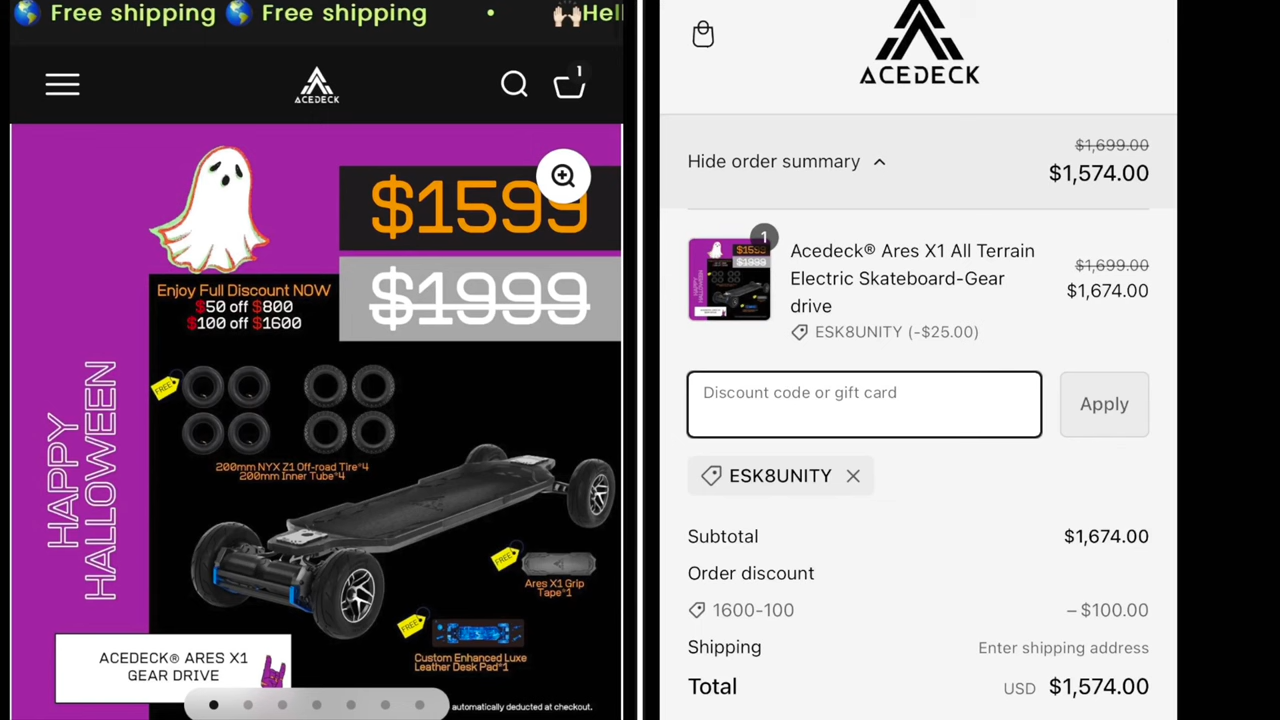 Free shipping
Free shipping
•
Hel
1
ACEDECK
$1599
$1999
Enjoy Full Discount NOW
$50 off $800
$100 off $1600
HAPPY
HALLOWEEN
FREE
200mm NYX Z1 Off-road Tire*4
200mm Inner Tube*4
FREE
Ares X1 Grip
Tape*1
FREE
Custom Enhanced Luxe
Leather Desk Pad*1
ACEDECK® ARES X1
GEAR DRIVE
automatically deducted at checkout.
ACEDECK
Hide order summary
$1,699.00
$1,574.00
1
$1599
$1999
Acedeck® Ares X1 All Terrain
Electric Skateboard-Gear
drive
$1,699.00
$1,674.00
ESK8UNITY (-$25.00)
Discount code or gift card
Apply
ESK8UNITY
Subtotal $1,674.00
Order discount
1600-100 – $100.00
Shipping Enter shipping address
Total USD $1,574.00